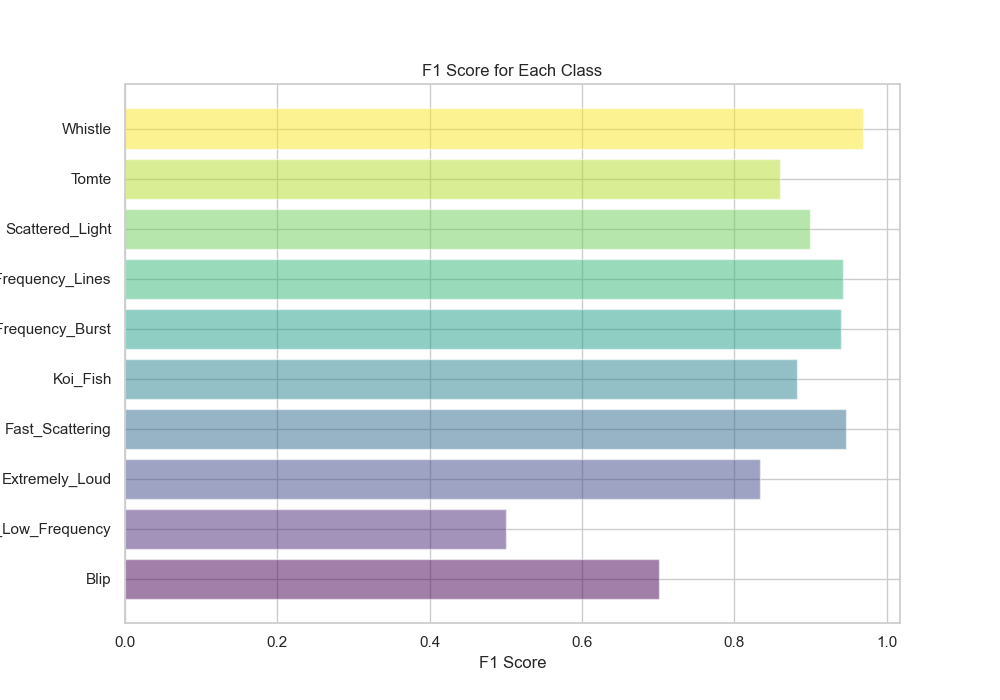 F1 Score for Each Class
Whistle
Tomte
Scattered_Light
Frequency_Lines
Frequency_Burst
Koi_Fish
Fast_Scattering
Extremely_Loud
_Low_Frequency
Blip
0.0 0.2 0.4 0.6 0.8 1.0
F1 Score